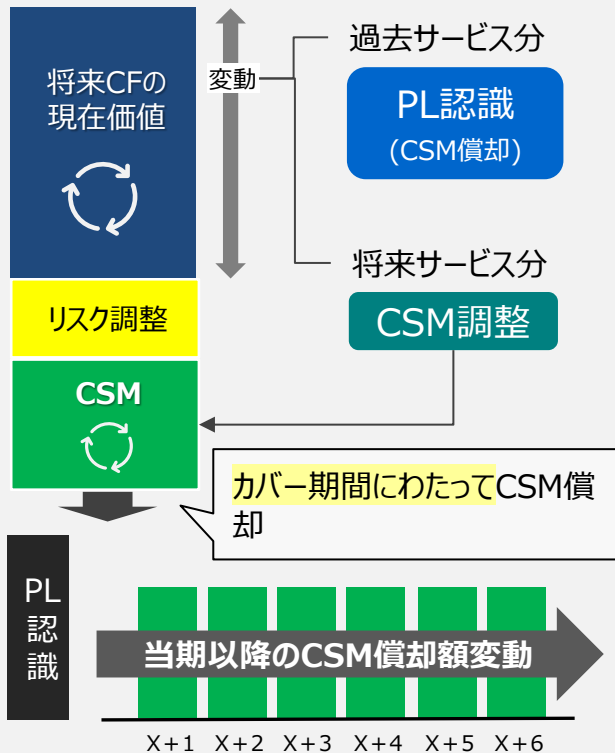 将来CFの
現在価値
変動
過去サービス分
PL認識
(CSM償却)
将来サービス分
CSM調整
リスク調整
CSM
カバー期間にわたってCSM償
却
PL
認
識
当期以降のCSM償却額変動
X+1 X+2 X+3 X+4 X+5 X+6